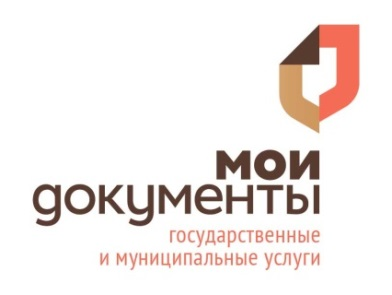 мои
документы
государственные
и муниципальные услуги